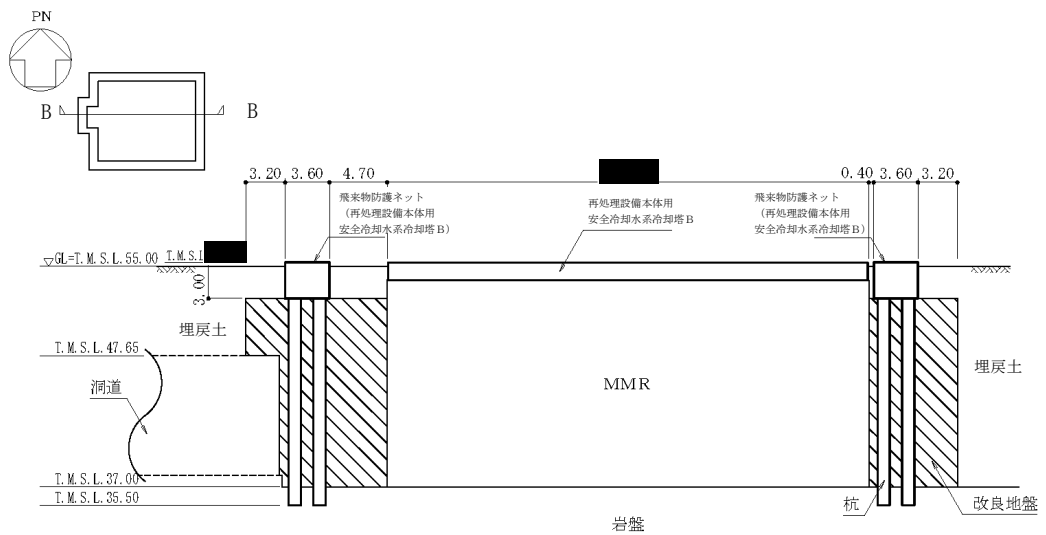 PN
B
B
3.20
3.60
4.70
0.40
3.60
3.20
飛来物防護ネット
（再処理設備本体用
安全冷却水系冷却塔B）
再処理設備本体用
安全冷却水系冷却塔B
飛来物防護ネット
（再処理設備本体用
安全冷却水系冷却塔B）
GL=T.M.S.L.55.00
3.00
埋戻土
T.M.S.L.47.65
洞道
MMR
埋戻土
T.M.S.L.37.00
T.M.S.L.35.50
杭
改良地盤
岩盤